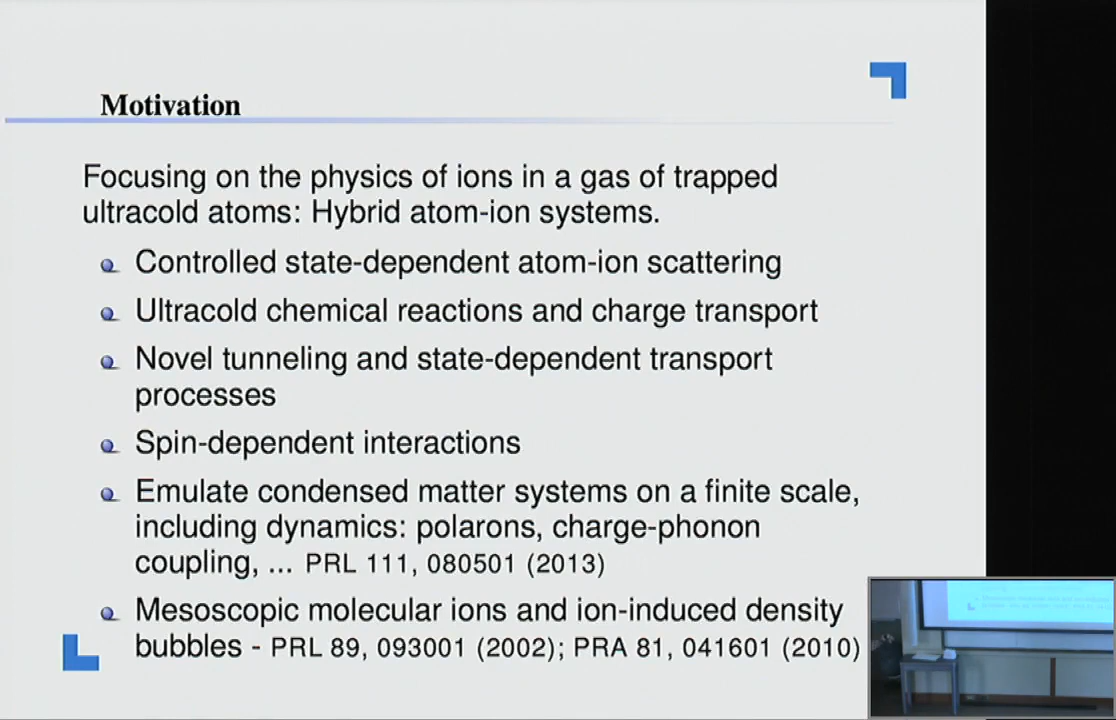 Motivation
Focusing on the physics of ions in a gas of trapped
ultracold atoms: Hybrid atom-ion systems.
Controlled state-dependent atom-ion scattering
Ultracold chemical reactions and charge transport
Novel tunneling and state-dependent transport
processes
Spin-dependent interactions
Emulate condensed matter systems on a finite scale,
including dynamics: polarons, charge-phonon
coupling, ... PRL 111, 080501 (2013)
Mesoscopic molecular ions and ion-induced density
bubbles - PRL 89, 093001 (2002); PRA 81, 041601 (2010)